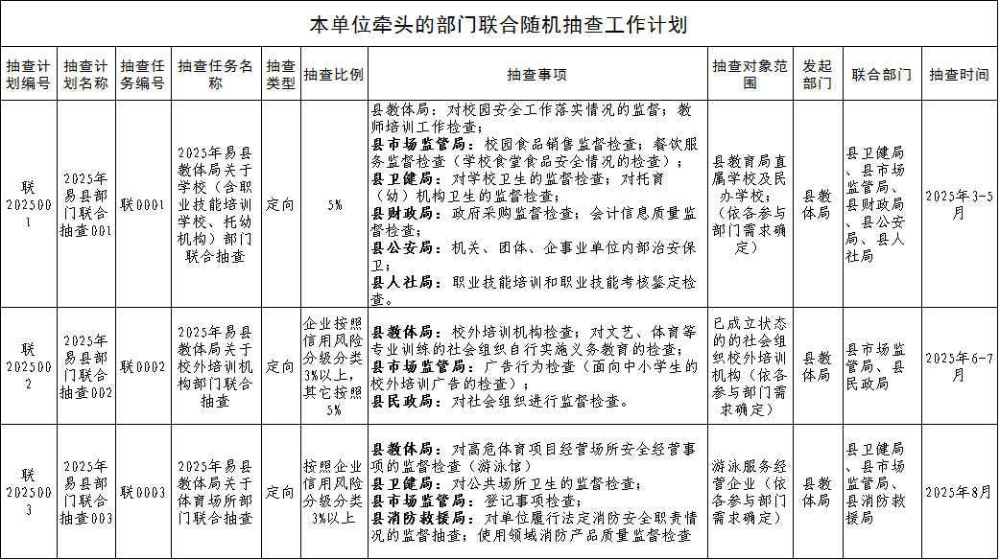 本单位牵头的部门联合随机抽查工作计划
抽查计
划编号
抽查计
划名称
抽查任
务编号
抽查任务名
称
抽查
类型
抽查比例
抽查事项
抽查对象范
围
发起
部门
联合部门
抽查时间
联
202500
1
2025年
易县部
门联合
抽查001
联0001
2025年易县
教体局关于
学校（含职
业技能培训
学校、托幼
机构）部门
联合抽查
定向
5%
县教体局：对校园安全工作落实情况的监督；教
师培训工作检查；
县市场监管局：校园食品销售监督检查；餐饮服
务监督检查（学校食堂食品安全情况的检查）；
县卫健局：对学校卫生的监督检查；对托育
（幼）机构卫生的监督检查；
县财政局：政府采购监督检查；会计信息质量监
督检查；
县公安局：机关、团体、企事业单位内部治安保
卫；
县人社局：职业技能培训和职业技能考核鉴定检
查。
县教育局直
属学校及民
办学校；
（依各参与
部门需求确
定）
县教
体局
县卫健局
、县市场
监管局、
县财政局
、县公安
局、县人
社局
2025年3-5
月
联
202500
2
2025年
易县部
门联合
抽查002
联0002
2025年易县
教体局关于
校外培训机
构部门联合
抽查
定向
企业按照
信用风险
分级分类
3%以上，
其它按照
5%
县教体局：校外培训机构检查；对文艺、体育等
专业训练的社会组织自行实施义务教育的检查；
县市场监管局：广告行为检查（面向中小学生的
校外培训广告的检查）；
县民政局：对社会组织进行监督检查。
已成立状态
的的社会组
织校外培训
机构（依各
参与部门需
求确定）
县教
体局
县市场监
管局、县
民政局
2025年6-7
月
联
202500
3
2025年
易县部
门联合
抽查003
联0003
2025年易县
教体局关于
体育场所部
门联合抽查
定向
按照企业
信用风险
分级分类
3%以上
县教体局：对高危体育项目经营场所安全经营事
项的监督检查（游泳馆）
县卫健局：对公共场所卫生的监督检查；
县市场监管局：登记事项检查；
县消防救援局：对单位履行法定消防安全职责情
况的监督抽查；使用领域消防产品质量监督检查
游泳服务经
营企业（依
各参与部门
需求确定）
县教
体局
县卫健局
、县市场
监管局、
县消防救
援局
2025年8月